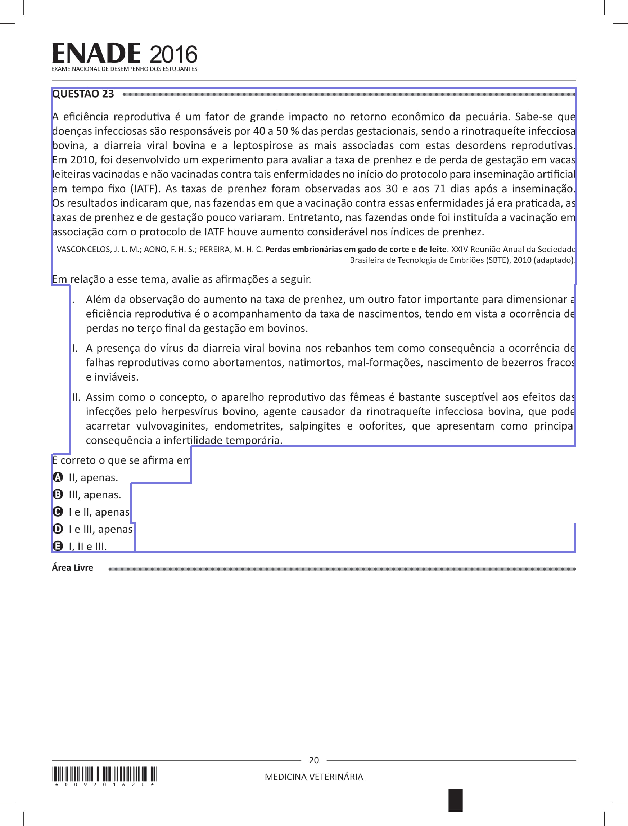 ENADE 2016
EXAME NACIONAL DE DESEMPENHO DOS ESTUDANTES
QUESTÃO 23
A eficiência reprodutiva é um fator de grande impacto no retorno econômico da pecuária. Sabe-se que
doenças infecciosas são responsáveis por 40 a 50 % das perdas gestacionais, sendo a rinotraqueíte infecciosa
bovina, a diarreia viral bovina e a leptospirose as mais associadas com estas desordens reprodutivas.
Em 2010, foi desenvolvido um experimento para avaliar a taxa de prenhez e de perda de gestação em vacas
leiteiras vacinadas e não vacinadas contra tais enfermidades no início do protocolo para inseminação artificial
em tempo fixo (IATF). As taxas de prenhez foram observadas aos 30 e aos 71 dias após a inseminação.
Os resultados indicaram que, nas fazendas em que a vacinação contra essas enfermidades já era praticada, as
taxas de prenhez e de gestação pouco variaram. Entretanto, nas fazendas onde foi instituída a vacinação em
associação com o protocolo de IATF houve aumento considerável nos índices de prenhez.
VASCONCELOS, J. L. M.; AONO, F. H. S.; PEREIRA, M. H. C. Perdas embrionárias em gado de corte e de leite. XXIV Reunião Anual da Sociedade
Brasileira de Tecnologia de Embriões (SBTE), 2010 (adaptado).
Em relação a esse tema, avalie as afirmações a seguir.
I. Além da observação do aumento na taxa de prenhez, um outro fator importante para dimensionar a
eficiência reprodutiva é o acompanhamento da taxa de nascimentos, tendo em vista a ocorrência de
perdas no terço final da gestação em bovinos.
II. A presença do vírus da diarreia viral bovina nos rebanhos tem como consequência a ocorrência de
falhas reprodutivas como abortamentos, natimortos, mal-formações, nascimento de bezerros fracos
e inviáveis.
III. Assim como o concepto, o aparelho reprodutivo das fêmeas é bastante susceptível aos efeitos das
infecções pelo herpesvírus bovino, agente causador da rinotraqueíte infecciosa bovina, que pode
acarretar vulvovaginites, endometrites, salpingites e ooforites, que apresentam como principal
consequência a infertilidade temporária.
É correto o que se afirma em
A II, apenas.
B III, apenas.
C I e II, apenas.
D I e III, apenas.
E I, II e III.
Área Livre
20
MEDICINA VETERINÁRIA